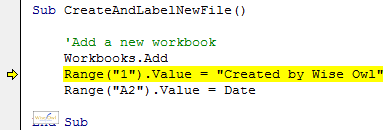 Sub CreateAndLabelNewFile()
'Add a new workbook
Workbooks.Add
Range("1").Value = "Created by Wise Owl"
Range("A2").Value = Date
End Sub